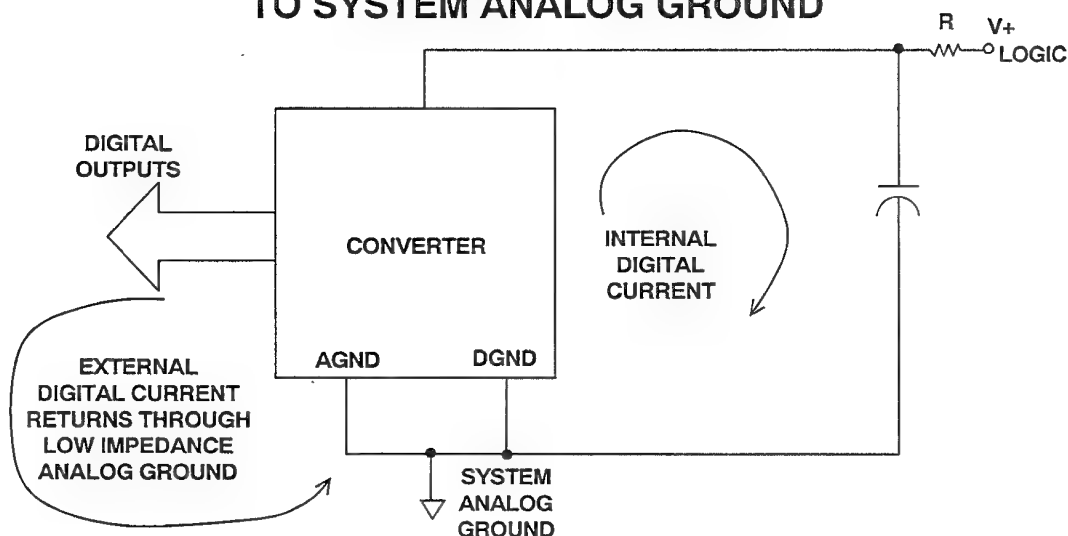 TO SYSTEM ANALOG GROUND
R
V+
LOGIC
DIGITAL
OUTPUTS
CONVERTER
INTERNAL
DIGITAL
CURRENT
AGND
DGND
EXTERNAL
DIGITAL CURRENT
RETURNS THROUGH
LOW IMPEDANCE
ANALOG GROUND
SYSTEM
ANALOG
GROUND